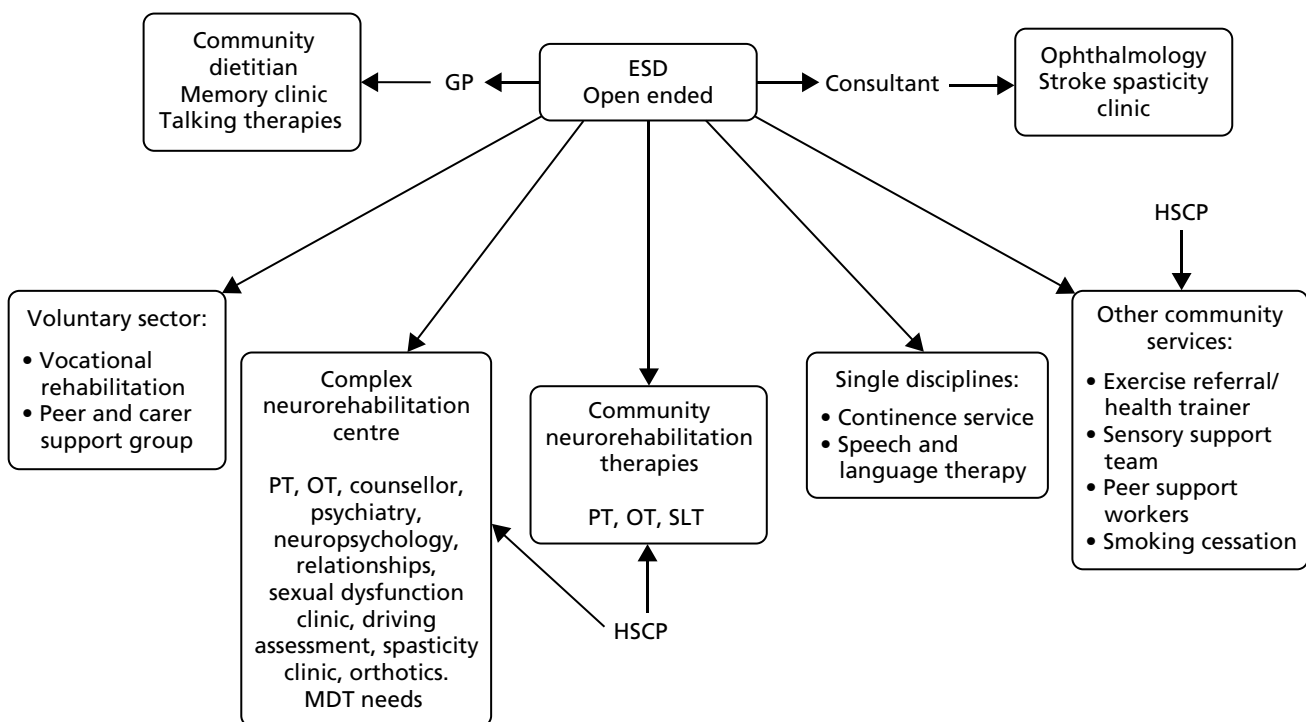 Community
dietitian
Memory clinic
Talking therapies
GP
ESD
Open ended
Consultant
Ophthalmology
Stroke spasticity
clinic
HSCP
Voluntary sector:
• Vocational
rehabilitation
• Peer and carer
support group
Complex
neurorehabilitation
centre
PT, OT, counsellor,
psychiatry,
neuropsychology,
relationships,
sexual dysfunction
clinic, driving
assessment, spasticity
clinic, orthotics.
MDT needs
Community
neurorehabilitation
therapies
PT, OT, SLT
HSCP
Single disciplines:
• Continence service
• Speech and
language therapy
Other community
services:
• Exercise referral/
health trainer
• Sensory support
team
• Peer support
workers
• Smoking cessation